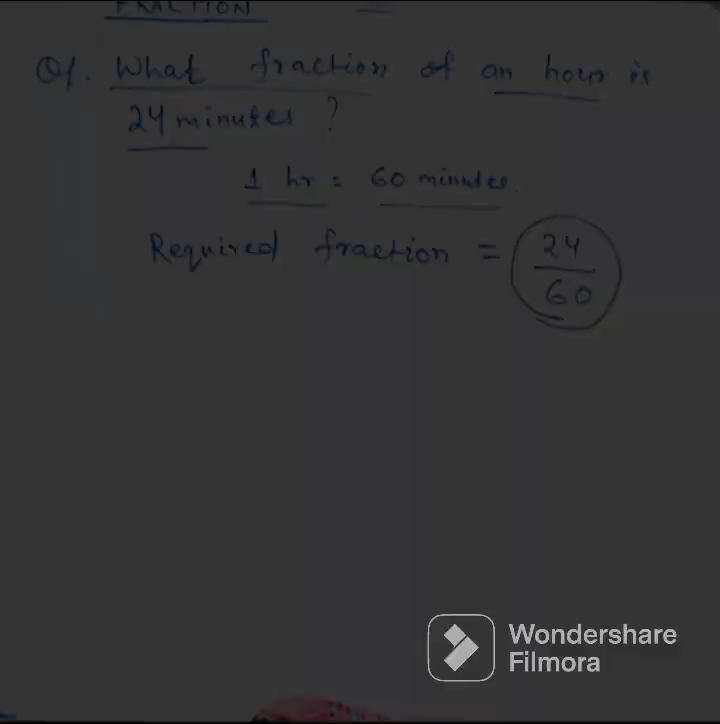 FRACTION
Q1. What fraction of an hour is
24 minutes ?
1 hr = 60 minutes.
Required fraction = 24/60
Wondershare
Filmora